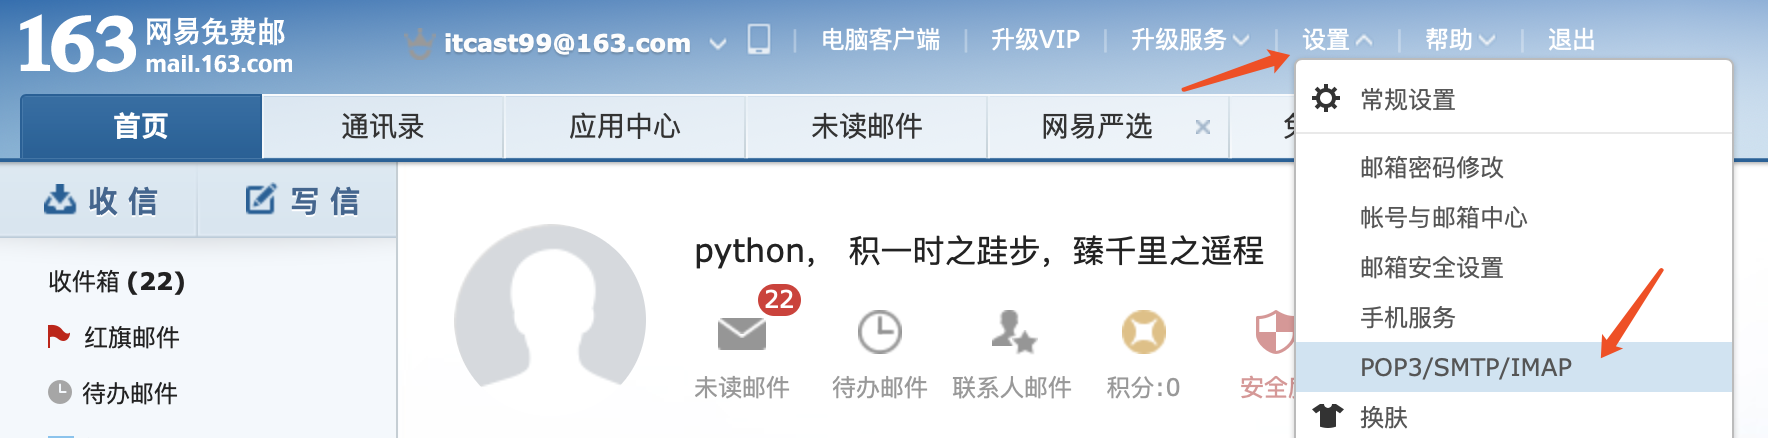 163 网易免费邮
mail.163.com
itcast99@163.com
电脑客户端
升级VIP
升级服务
设置
帮助
退出
首页
通讯录
应用中心
未读邮件
网易严选
收信
写信
收件箱 (22)
红旗邮件
待办邮件
python， 积一时之跬步，臻千里之遥程
22
未读邮件
待办邮件
联系人邮件
积分:0
安全
常规设置
邮箱密码修改
帐号与邮箱中心
邮箱安全设置
手机服务
POP3/SMTP/IMAP
换肤